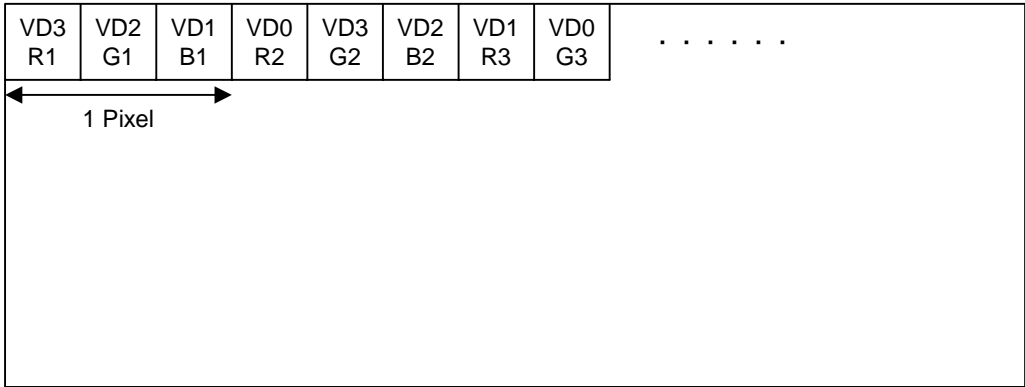 VD3 VD2 VD1 VD0 VD3 VD2 VD1 VD0 . . . . . .
R1 G1 B1 R2 G2 B2 R3 G3
1 Pixel